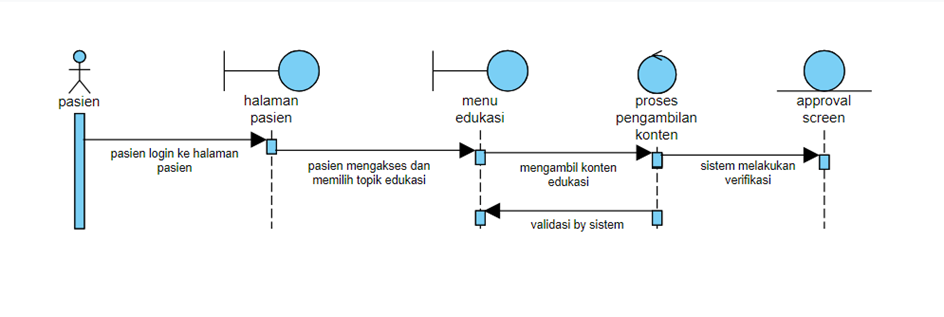 pasien
halaman
pasien
menu
edukasi
proses
pengambilan
konten
approval
screen
pasien login ke halaman
pasien
pasien mengakses dan
memilih topik edukasi
mengambil konten
edukasi
sistem melakukan
verifikasi
validasi by sistem